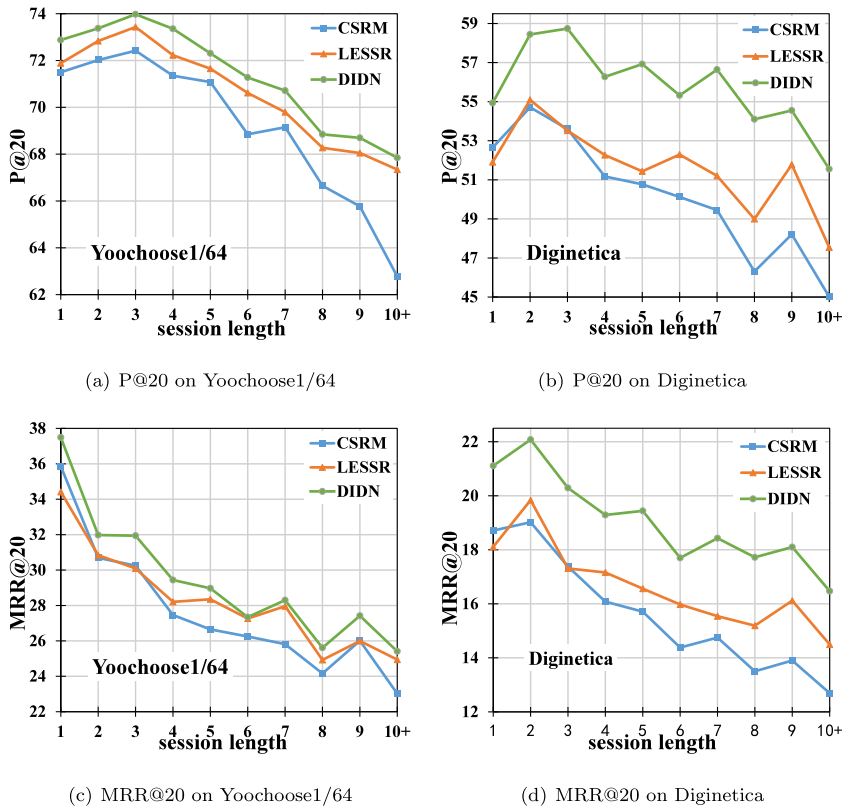 74
72
70
68
66
64
62
P@20
CSRM
LESSR
DIDN
Yoochoose1/64
1 2 3 4 5 6 7 8 9 10+
session length
(a) P@20 on Yoochoose1/64
59
57
55
53
51
49
47
45
P@20
CSRM
LESSR
DIDN
Diginetica
1 2 3 4 5 6 7 8 9 10+
session length
(b) P@20 on Diginetica
38
36
34
32
30
28
26
24
22
MRR@20
CSRM
LESSR
DIDN
Yoochoose1/64
1 2 3 4 5 6 7 8 9 10+
session length
(c) MRR@20 on Yoochoose1/64
22
20
18
16
14
12
MRR@20
CSRM
LESSR
DIDN
Diginetica
1 2 3 4 5 6 7 8 9 10+
session length
(d) MRR@20 on Diginetica